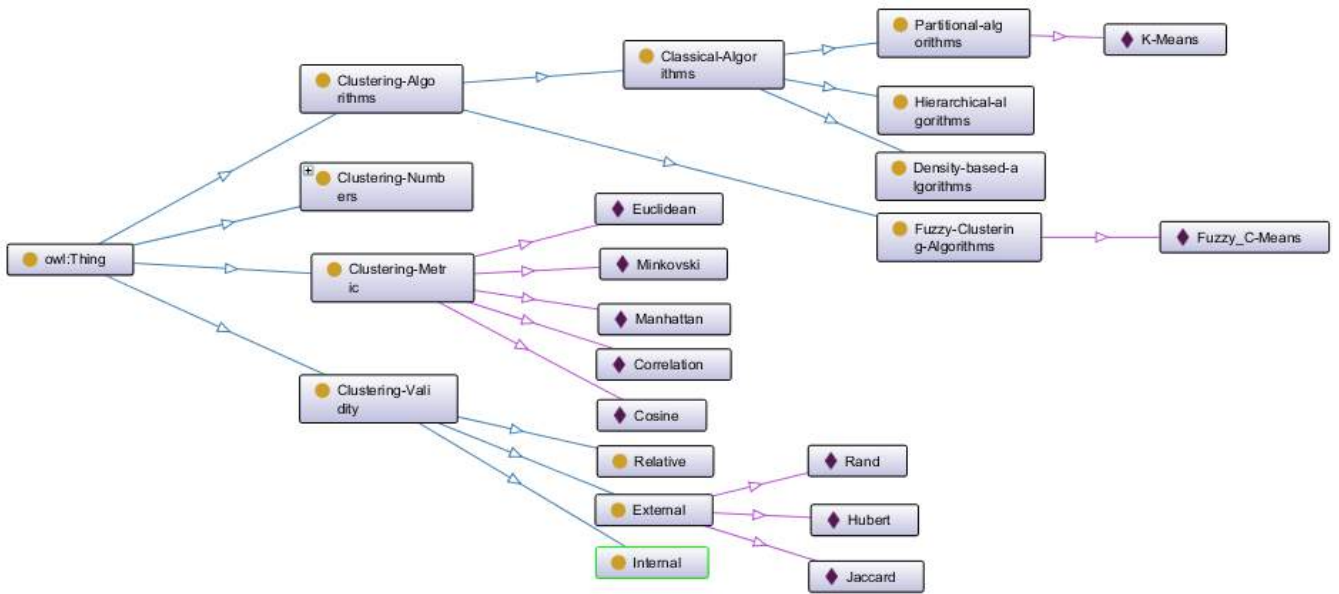 Partitional-alg
orithms
K-Means
Classical-Algor
ithms
Clustering-Algo
rithms
Hierarchical-al
gorithms
Density-based-a
lgorithms
Clustering-Numb
ers
Euclidean
Fuzzy-Clusterin
g-Algorithms
Fuzzy_C-Means
owl:Thing
Clustering-Metr
ic
Minkovski
Manhattan
Correlation
Clustering-Vali
dity
Cosine
Relative
Rand
External
Hubert
Internal
Jaccard